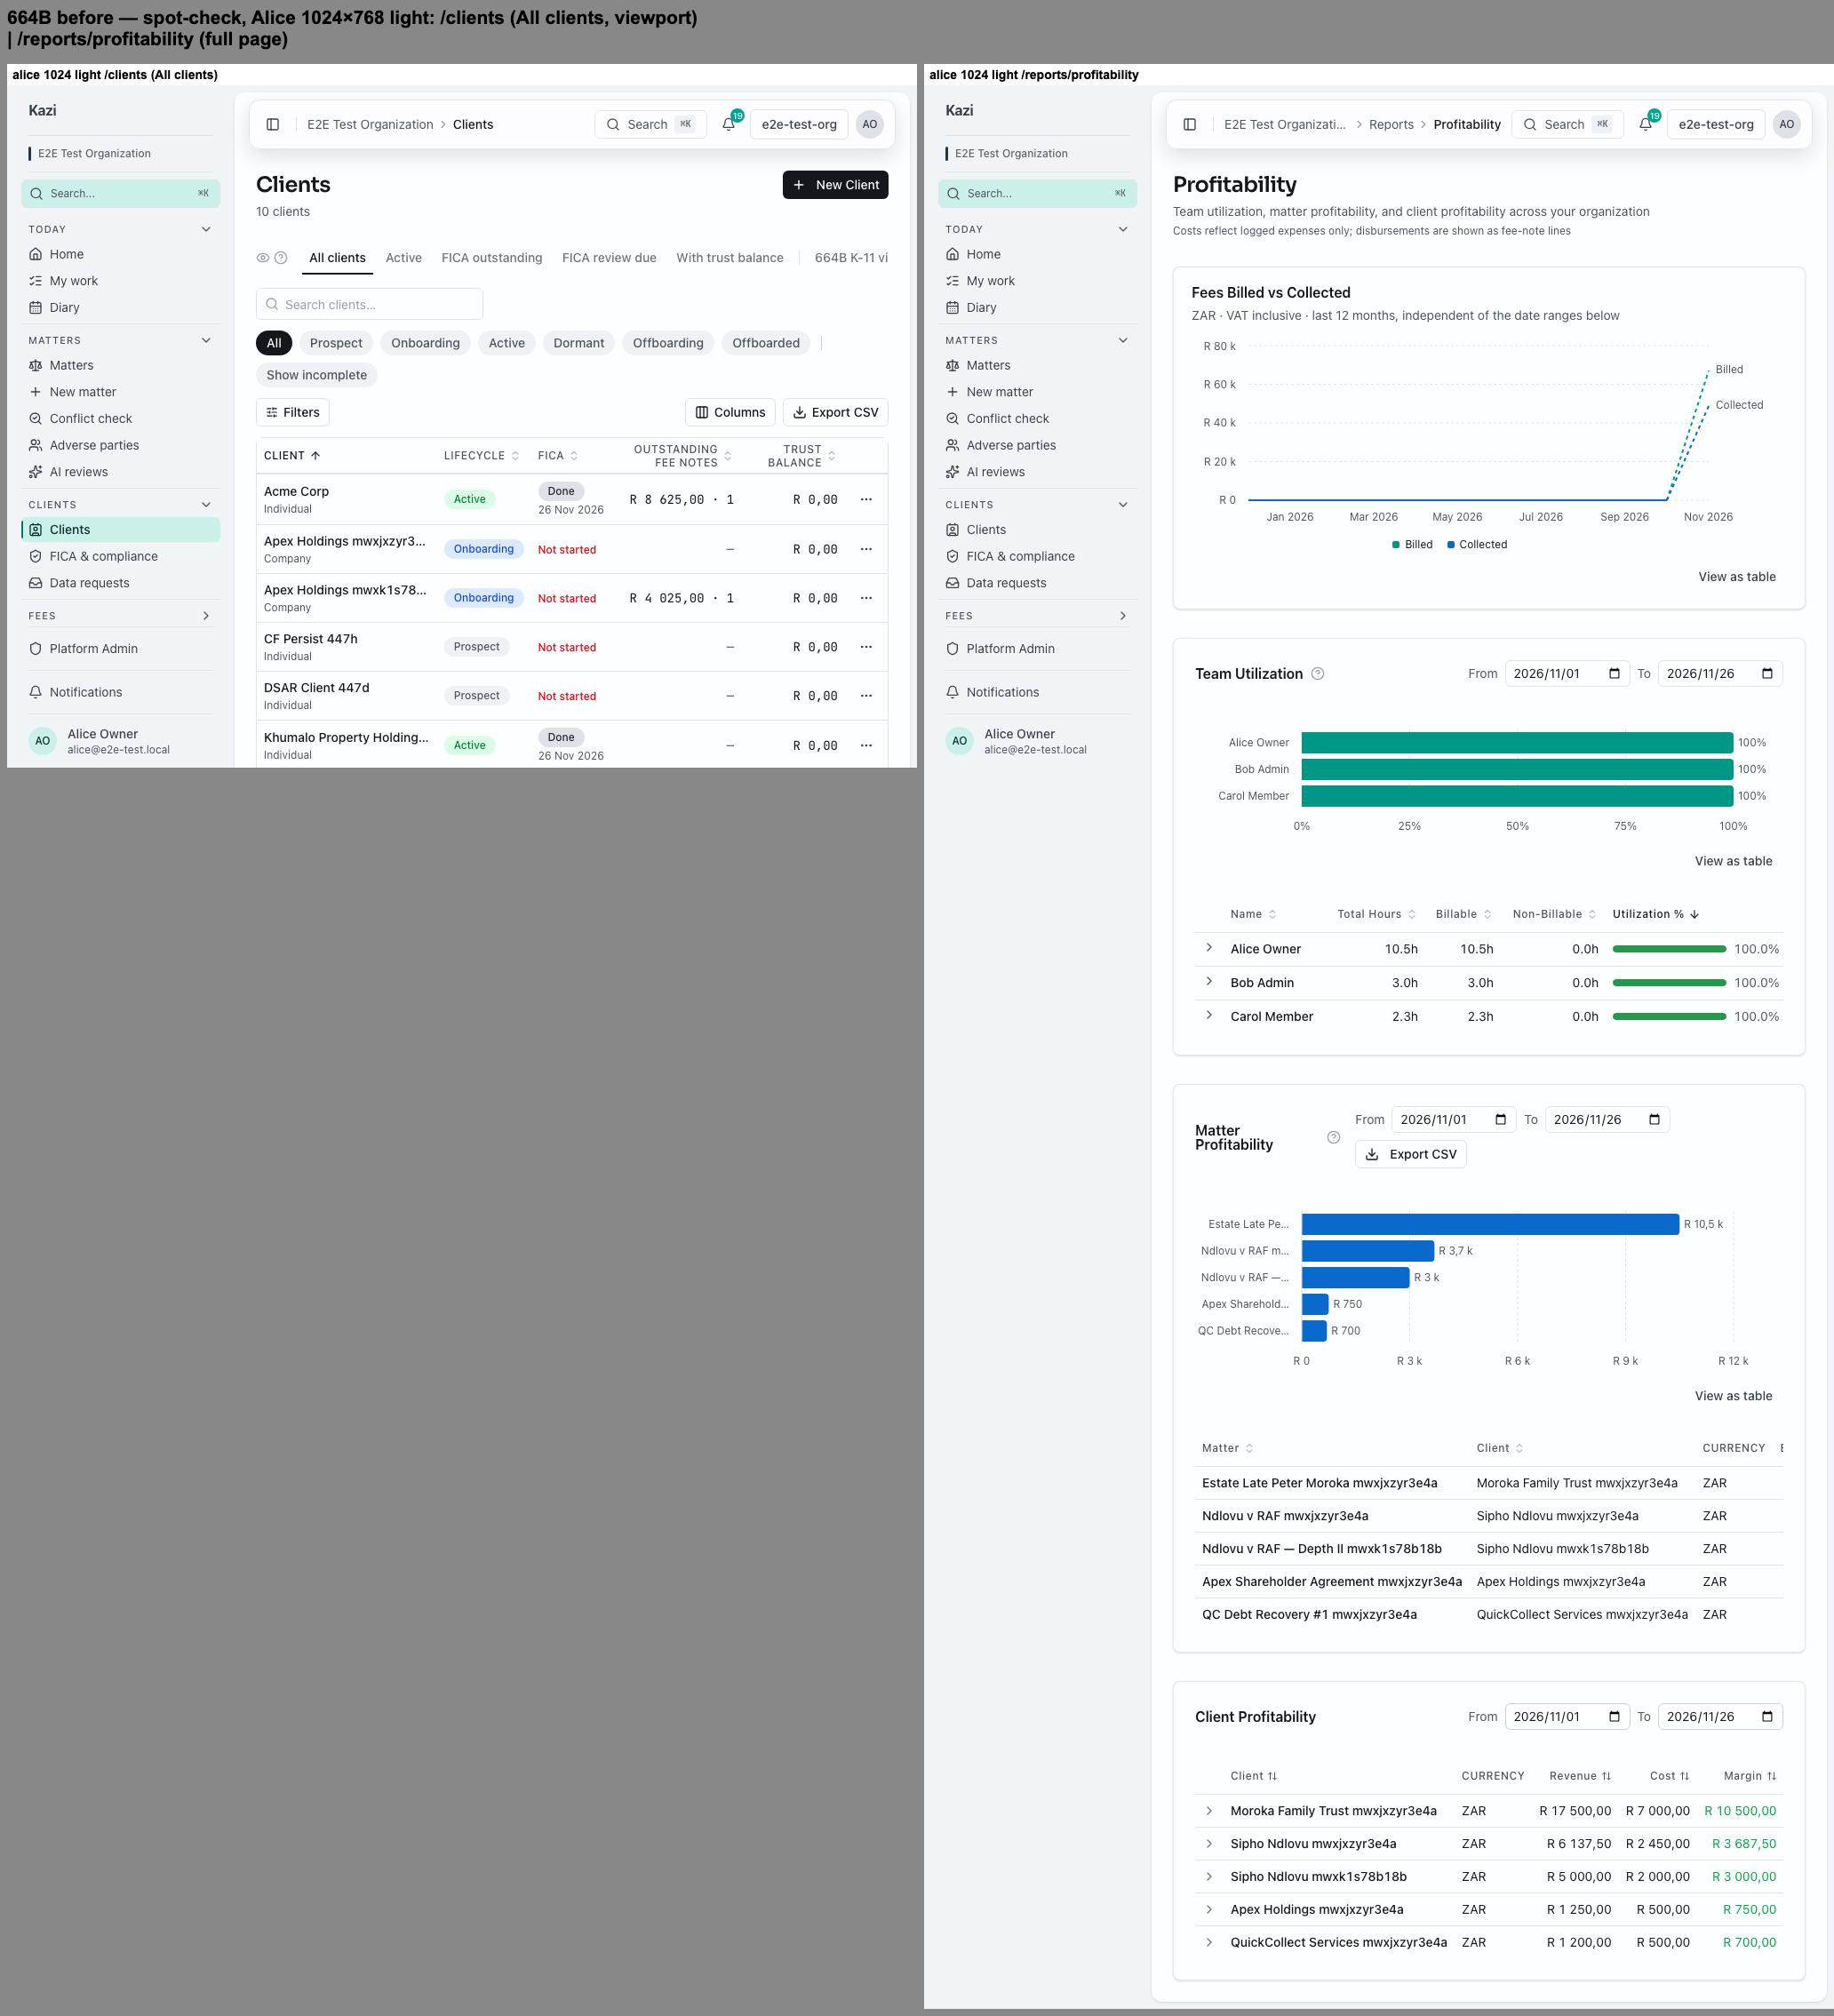 664B before — spot-check, Alice 1024×768 light: /clients (All clients, viewport)
| /reports/profitability (full page)
alice 1024 light /clients (All clients)
Kazi
E2E Test Organization
Search... ⌘K
TODAY
Home
My work
Diary
MATTERS
Matters
New matter
Conflict check
Adverse parties
AI reviews
CLIENTS
Clients
FICA & compliance
Data requests
FEES
Platform Admin
Notifications
AO Alice Owner
alice@e2e-test.local
E2E Test Organization > Clients Search ⌘K 19 e2e-test-org AO
Clients
New Client
10 clients
All clients Active FICA outstanding FICA review due With trust balance 664B K-11 vi
Search clients...
All Prospect Onboarding Active Dormant Offboarding Offboarded
Show incomplete
Filters Columns Export CSV
CLIENT LIFECYCLE FICA OUTSTANDING FEE NOTES TRUST BALANCE
Acme Corp Active Done R 8 625,00 · 1 R 0,00 ...
Individual 26 Nov 2026
Apex Holdings mwxjxzyr3... Onboarding Not started — R 0,00 ...
Company
Apex Holdings mwxk1s78... Onboarding Not started R 4 025,00 · 1 R 0,00 ...
Company
CF Persist 447h Prospect Not started — R 0,00 ...
Individual
DSAR Client 447d Prospect Not started — R 0,00 ...
Individual
Khumalo Property Holding... Active Done — R 0,00 ...
Individual 26 Nov 2026
alice 1024 light /reports/profitability
Kazi
E2E Test Organization
Search... ⌘K
TODAY
Home
My work
Diary
MATTERS
Matters
New matter
Conflict check
Adverse parties
AI reviews
CLIENTS
Clients
FICA & compliance
Data requests
FEES
Platform Admin
Notifications
AO Alice Owner
alice@e2e-test.local
E2E Test Organizati... > Reports > Profitability Search ⌘K 19 e2e-test-org AO
Profitability
Team utilization, matter profitability, and client profitability across your organization
Costs reflect logged expenses only; disbursements are shown as fee-note lines
Fees Billed vs Collected
ZAR · VAT inclusive · last 12 months, independent of the date ranges below
R 80 k
R 60 k
R 40 k
R 20 k
R 0
Billed
Collected
Jan 2026 Mar 2026 May 2026 Jul 2026 Sep 2026 Nov 2026
Billed Collected
View as table
Team Utilization From 2026/11/01 To 2026/11/26
Alice Owner 100%
Bob Admin 100%
Carol Member 100%
0% 25% 50% 75% 100%
View as table
Name Total Hours Billable Non-Billable Utilization %
Alice Owner 10.5h 10.5h 0.0h 100.0%
Bob Admin 3.0h 3.0h 0.0h 100.0%
Carol Member 2.3h 2.3h 0.0h 100.0%
Matter Profitability From 2026/11/01 To 2026/11/26
Export CSV
Estate Late Pe... R 10,5 k
Ndlovu v RAF m... R 3,7 k
Ndlovu v RAF —... R 3 k
Apex Sharehold... R 750
QC Debt Recove... R 700
R 0 R 3 k R 6 k R 9 k R 12 k
View as table
Matter Client CURRENCY
Estate Late Peter Moroka mwxjxzyr3e4a Moroka Family Trust mwxjxzyr3e4a ZAR
Ndlovu v RAF mwxjxzyr3e4a Sipho Ndlovu mwxjxzyr3e4a ZAR
Ndlovu v RAF — Depth II mwxk1s78b18b Sipho Ndlovu mwxk1s78b18b ZAR
Apex Shareholder Agreement mwxjxzyr3e4a Apex Holdings mwxjxzyr3e4a ZAR
QC Debt Recovery #1 mwxjxzyr3e4a QuickCollect Services mwxjxzyr3e4a ZAR
Client Profitability From 2026/11/01 To 2026/11/26
Client CURRENCY Revenue Cost Margin
Moroka Family Trust mwxjxzyr3e4a ZAR R 17 500,00 R 7 000,00 R 10 500,00
Sipho Ndlovu mwxjxzyr3e4a ZAR R 6 137,50 R 2 450,00 R 3 687,50
Sipho Ndlovu mwxk1s78b18b ZAR R 5 000,00 R 2 000,00 R 3 000,00
Apex Holdings mwxjxzyr3e4a ZAR R 1 250,00 R 500,00 R 750,00
QuickCollect Services mwxjxzyr3e4a ZAR R 1 200,00 R 500,00 R 700,00